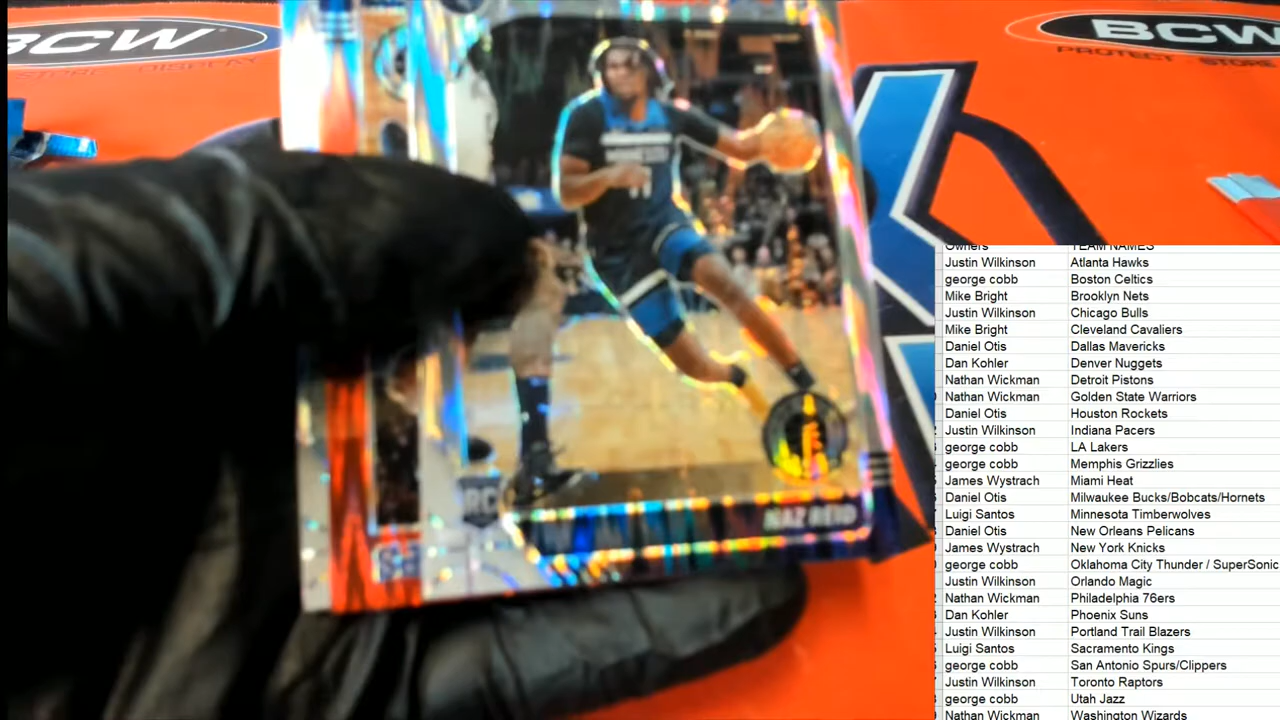 BCW
STORE DISPLAY
BCW
PROTECT STORE
RC
NAZ REID
Owners TEAM NAMES
Justin Wilkinson Atlanta Hawks
george cobb Boston Celtics
Mike Bright Brooklyn Nets
Justin Wilkinson Chicago Bulls
Mike Bright Cleveland Cavaliers
Daniel Otis Dallas Mavericks
Dan Kohler Denver Nuggets
Nathan Wickman Detroit Pistons
Nathan Wickman Golden State Warriors
Daniel Otis Houston Rockets
Justin Wilkinson Indiana Pacers
george cobb LA Lakers
george cobb Memphis Grizzlies
James Wystrach Miami Heat
Daniel Otis Milwaukee Bucks/Bobcats/Hornets
Luigi Santos Minnesota Timberwolves
Daniel Otis New Orleans Pelicans
James Wystrach New York Knicks
george cobb Oklahoma City Thunder / SuperSonic
Justin Wilkinson Orlando Magic
Nathan Wickman Philadelphia 76ers
Dan Kohler Phoenix Suns
Justin Wilkinson Portland Trail Blazers
Luigi Santos Sacramento Kings
george cobb San Antonio Spurs/Clippers
Justin Wilkinson Toronto Raptors
george cobb Utah Jazz
Nathan Wickman Washington Wizards